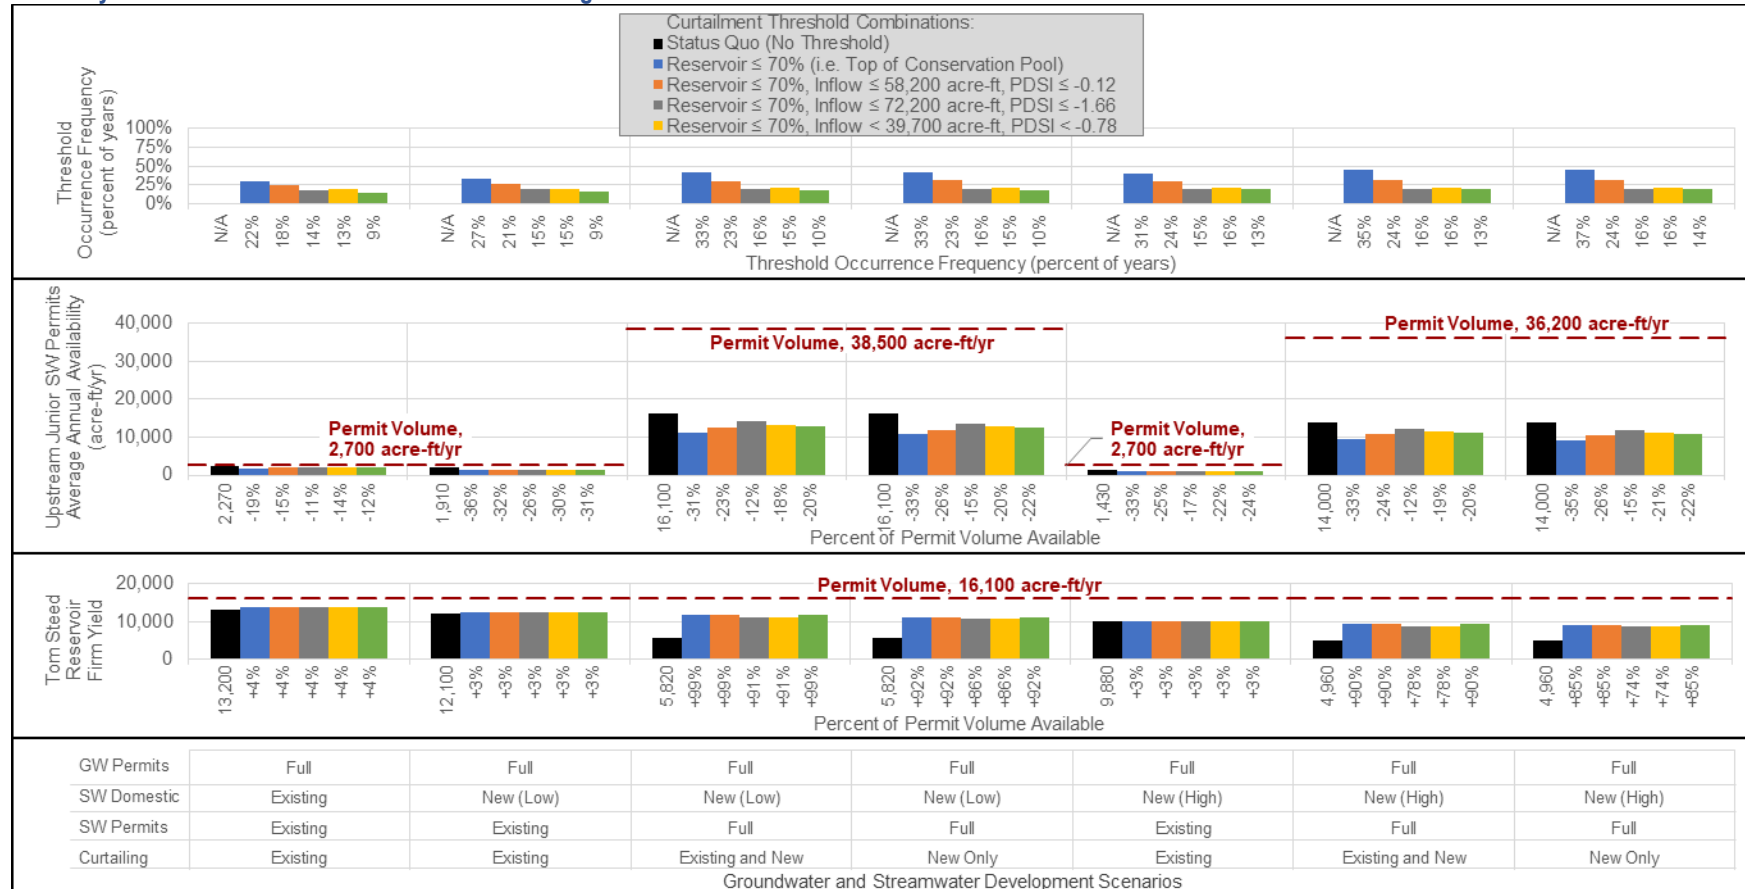 Curtailment Threshold Combinations:
Status Quo (No Threshold)
Reservoir ≤ 70% (i.e. Top of Conservation Pool)
Reservoir ≤ 70%, Inflow ≤ 58,200 acre-ft, PDSI ≤ -0.12
Reservoir ≤ 70%, Inflow ≤ 72,200 acre-ft, PDSI ≤ -1.66
Reservoir ≤ 70%, Inflow < 39,700 acre-ft, PDSI < -0.78
Threshold
Occurrence Frequency
(percent of years)
100%
75%
50%
25%
0%
N/A 22% 18% 14% 13% 9% N/A 27% 21% 15% 15% 9% N/A 33% 23% 16% 15% 10% N/A 33% 23% 16% 15% 10% N/A 31% 24% 15% 16% 13% N/A 35% 24% 16% 16% 13% N/A 37% 24% 16% 16% 14%
Threshold Occurrence Frequency (percent of years)
Upstream Junior SW Permits
Average Annual Availability
(acre-ft/yr)
40,000
30,000
20,000
10,000
0
Permit Volume,
2,700 acre-ft/yr
Permit Volume, 38,500 acre-ft/yr
Permit Volume,
2,700 acre-ft/yr
Permit Volume, 36,200 acre-ft/yr
2,270 -19% -15% -11% -14% -12% 1,910 -36% -32% -26% -30% -31% 16,100 -31% -23% -12% -18% -20% 16,100 -33% -26% -15% -20% -22% 1,430 -33% -25% -17% -22% -24% 14,000 -33% -24% -12% -19% -20% 14,000 -35% -26% -15% -21% -22%
Percent of Permit Volume Available
Tom Steed
Reservoir
Firm Yield
20,000
10,000
0
Permit Volume, 16,100 acre-ft/yr
13,200 +4% +4% +4% +4% +4% 12,100 +3% +3% +3% +3% +3% 5,820 +99% +99% +91% +91% +99% 5,820 +92% +92% +86% +86% +92% 9,880 +3% +3% +3% +3% +3% 4,960 +90% +90% +78% +78% +90% 4,960 +85% +85% +74% +74% +85%
Percent of Permit Volume Available
GW Permits Full Full Full Full Full Full Full
SW Domestic Existing New (Low) New (Low) New (Low) New (High) New (High) New (High)
SW Permits Existing Existing Full Full Existing Full Full
Curtailing Existing Existing Existing and New New Only Existing Existing and New New Only
Groundwater and Streamwater Development Scenarios